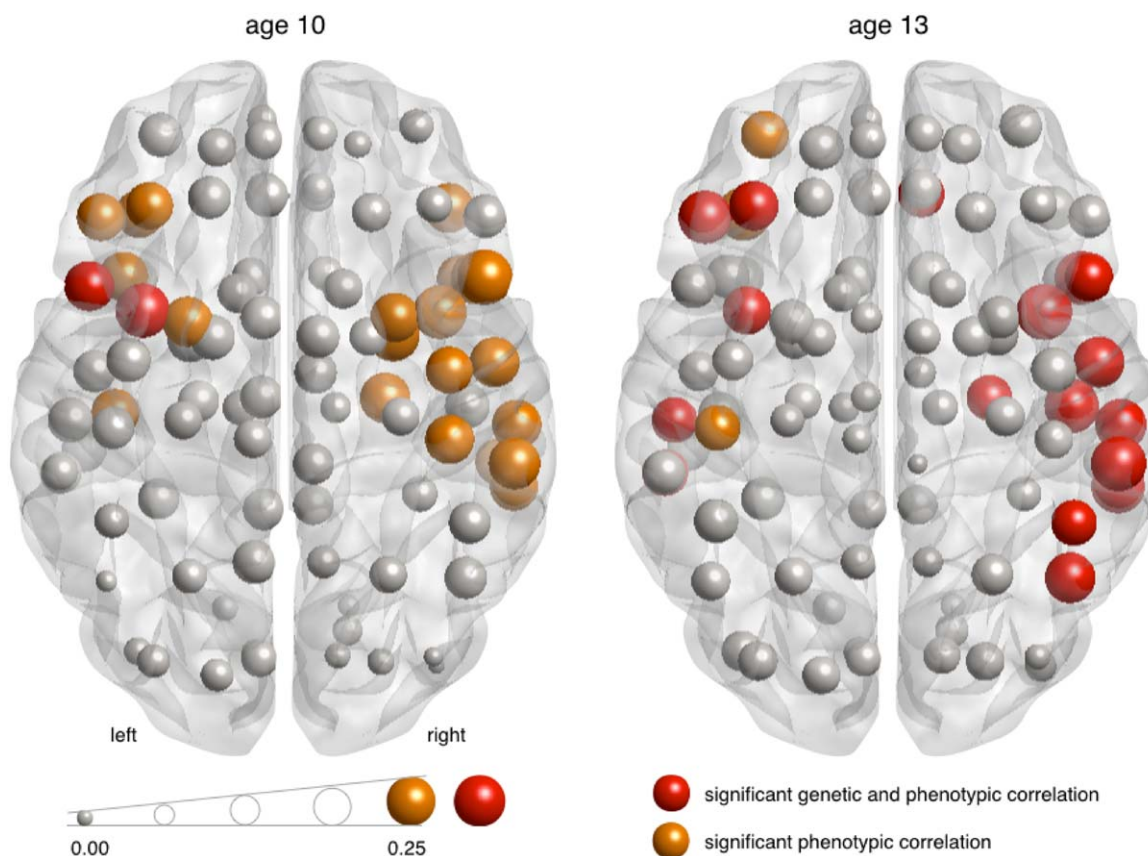 age 10
age 13
left
right
0.00
0.25
significant genetic and phenotypic correlation
significant phenotypic correlation